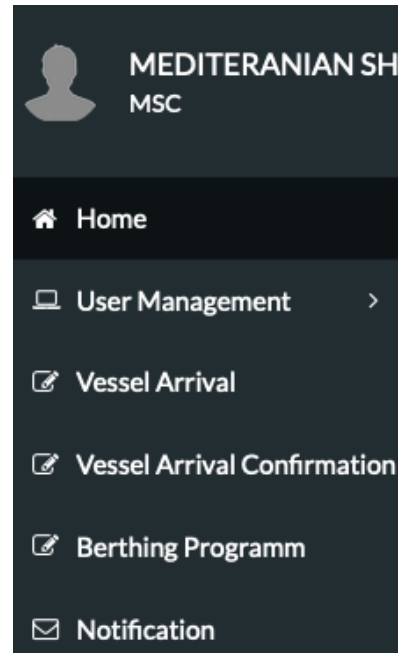 MEDITERANIAN SH
MSC
Home
User Management
Vessel Arrival
Vessel Arrival Confirmation
Berthing Programm
Notification